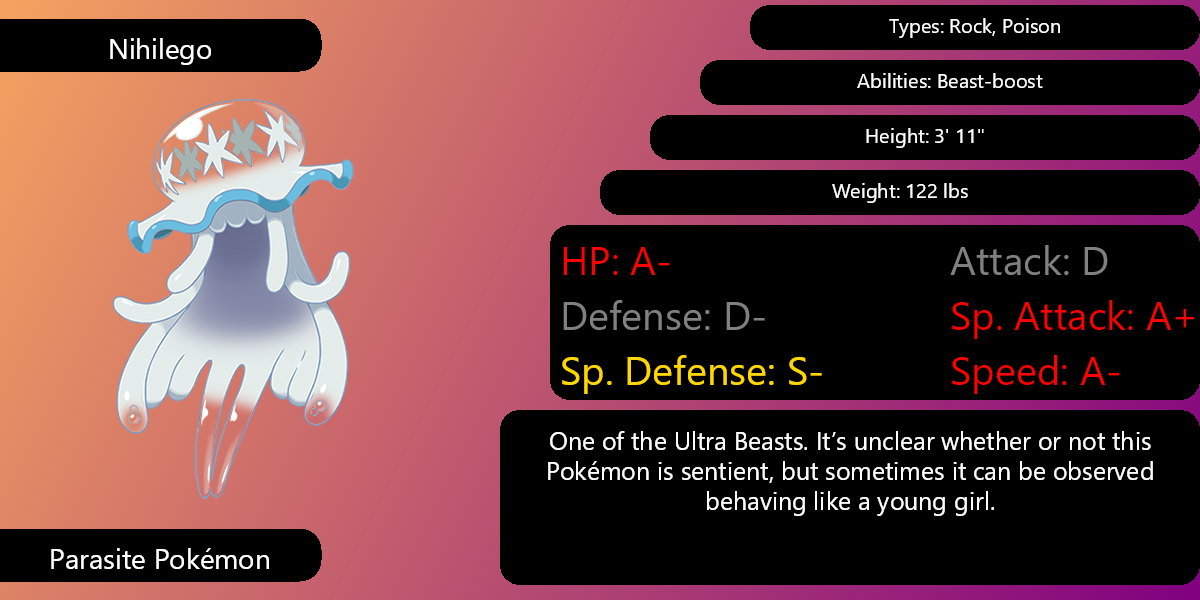 Nihilego
Types: Rock, Poison
Abilities: Beast-boost
Height: 3' 11"
Weight: 122 lbs
HP: A-
Attack: D
Defense: D-
Sp. Attack: A+
Sp. Defense: S-
Speed: A-
One of the Ultra Beasts. It’s unclear whether or not this
Pokémon is sentient, but sometimes it can be observed
behaving like a young girl.
Parasite Pokémon